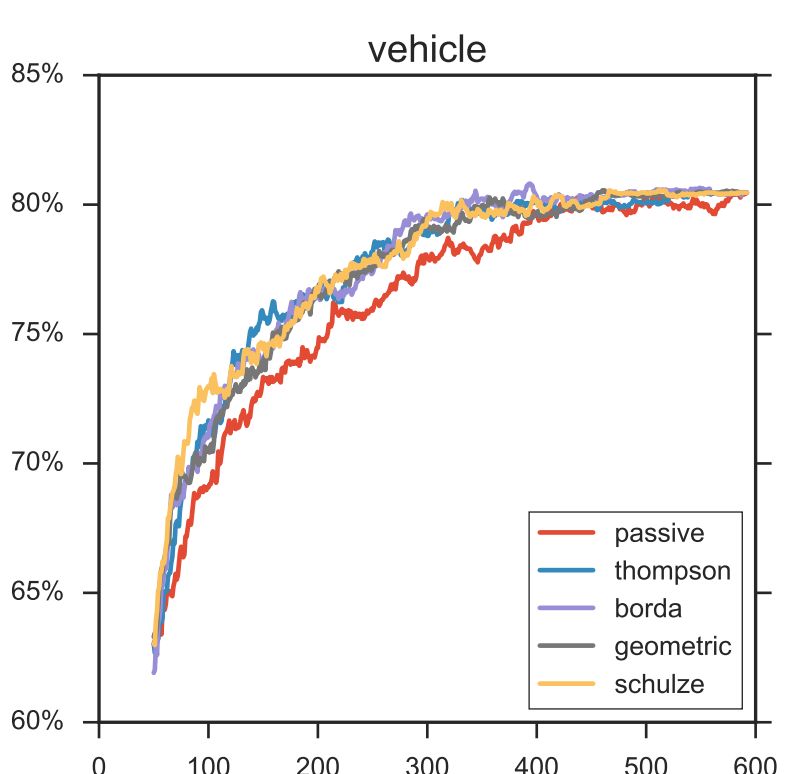 vehicle
85%
80%
75%
70%
65%
60%
passive
thompson
borda
geometric
schulze
0 100 200 300 400 500 600